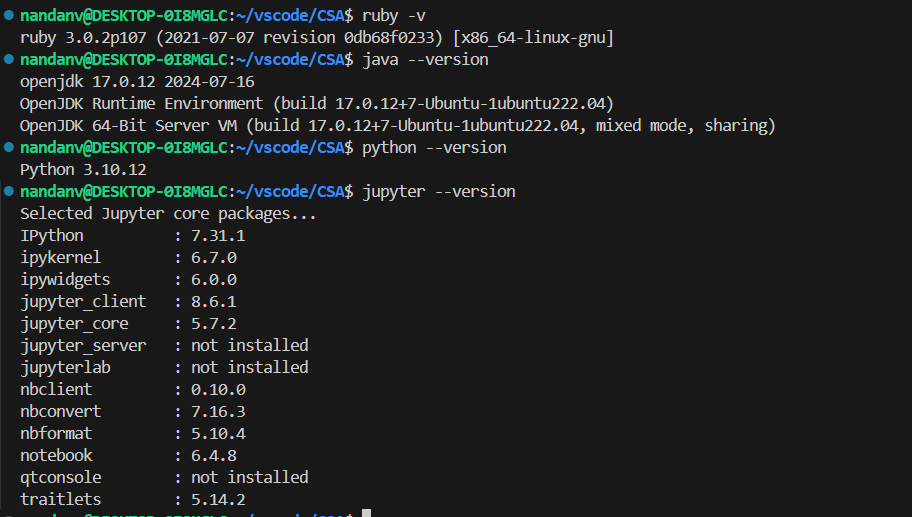 nandanv@DESKTOP-0I8MGLC:~/vscode/CSA$ ruby -v
ruby 3.0.2p107 (2021-07-07 revision 0db68f0233) [x86_64-linux-gnu]
nandanv@DESKTOP-0I8MGLC:~/vscode/CSA$ java --version
openjdk 17.0.12 2024-07-16
OpenJDK Runtime Environment (build 17.0.12+7-Ubuntu-1ubuntu222.04)
OpenJDK 64-Bit Server VM (build 17.0.12+7-Ubuntu-1ubuntu222.04, mixed mode, sharing)
nandanv@DESKTOP-0I8MGLC:~/vscode/CSA$ python --version
Python 3.10.12
nandanv@DESKTOP-0I8MGLC:~/vscode/CSA$ jupyter --version
Selected Jupyter core packages...
IPython          : 7.31.1
ipykernel        : 6.7.0
ipywidgets       : 6.0.0
jupyter_client   : 8.6.1
jupyter_core     : 5.7.2
jupyter_server   : not installed
jupyterlab       : not installed
nbclient         : 0.10.0
nbconvert        : 7.16.3
nbformat         : 5.10.4
notebook         : 6.4.8
qtconsole        : not installed
traitlets        : 5.14.2
nandanv@DESKTOP-0I8MGLC:~/vscode/CSA$